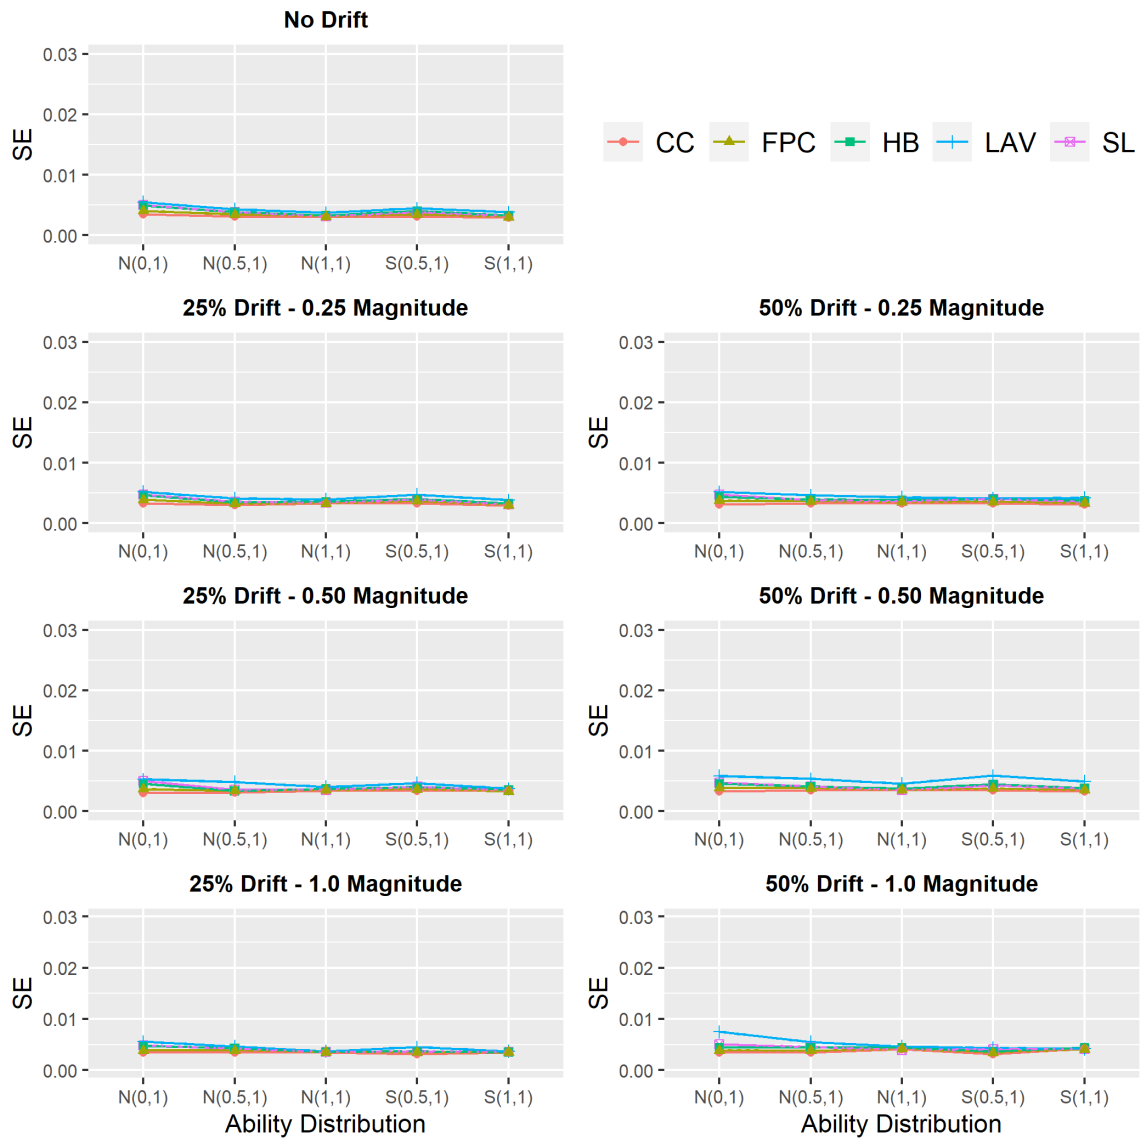 No Drift
0.03
0.02
0.01
0.00
SE
N(0,1) N(0.5,1) N(1,1) S(0.5,1) S(1,1)
CC FPC HB LAV SL
25% Drift - 0.25 Magnitude
0.03
0.02
0.01
0.00
SE
N(0,1) N(0.5,1) N(1,1) S(0.5,1) S(1,1)
50% Drift - 0.25 Magnitude
0.03
0.02
0.01
0.00
SE
N(0,1) N(0.5,1) N(1,1) S(0.5,1) S(1,1)
25% Drift - 0.50 Magnitude
0.03
0.02
0.01
0.00
SE
N(0,1) N(0.5,1) N(1,1) S(0.5,1) S(1,1)
50% Drift - 0.50 Magnitude
0.03
0.02
0.01
0.00
SE
N(0,1) N(0.5,1) N(1,1) S(0.5,1) S(1,1)
25% Drift - 1.0 Magnitude
0.03
0.02
0.01
0.00
SE
N(0,1) N(0.5,1) N(1,1) S(0.5,1) S(1,1)
Ability Distribution
50% Drift - 1.0 Magnitude
0.03
0.02
0.01
0.00
SE
N(0,1) N(0.5,1) N(1,1) S(0.5,1) S(1,1)
Ability Distribution